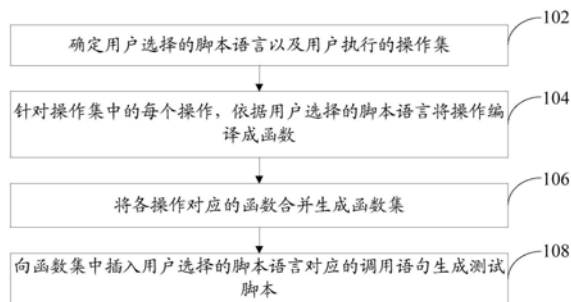 102
确定用户选择的脚本语言以及用户执行的操作集
104
针对操作集中的每个操作，依据用户选择的脚本语言将操作编
译成函数
106
将各操作对应的函数合并生成函数集
108
向函数集中插入用户选择的脚本语言对应的调用语句生成测试
脚本